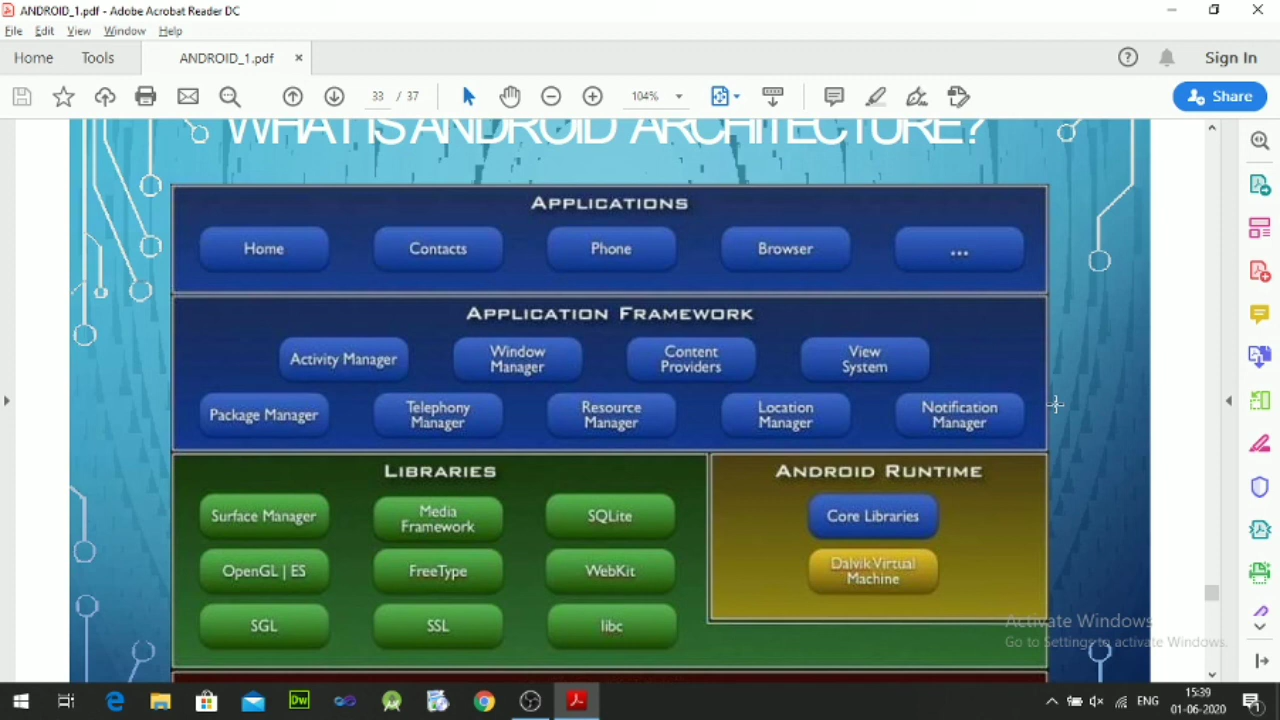 ANDROID_1.pdf - Adobe Acrobat Reader DC
File Edit View Window Help
Home Tools ANDROID_1.pdf × Sign In
33 / 37 104% Share
WHAT IS ANDROID ARCHITECTURE?
APPLICATIONS
Home Contacts Phone Browser ...
APPLICATION FRAMEWORK
Activity Manager Window Manager Content Providers View System
Package Manager Telephony Manager Resource Manager Location Manager Notification Manager
LIBRARIES
Surface Manager Media Framework SQLite
OpenGL | ES FreeType WebKit
SGL SSL libc
ANDROID RUNTIME
Core Libraries
Dalvik Virtual Machine
Activate Windows
Go to Settings to activate Windows.
Dw
ENG
15:39
01-06-2020
1